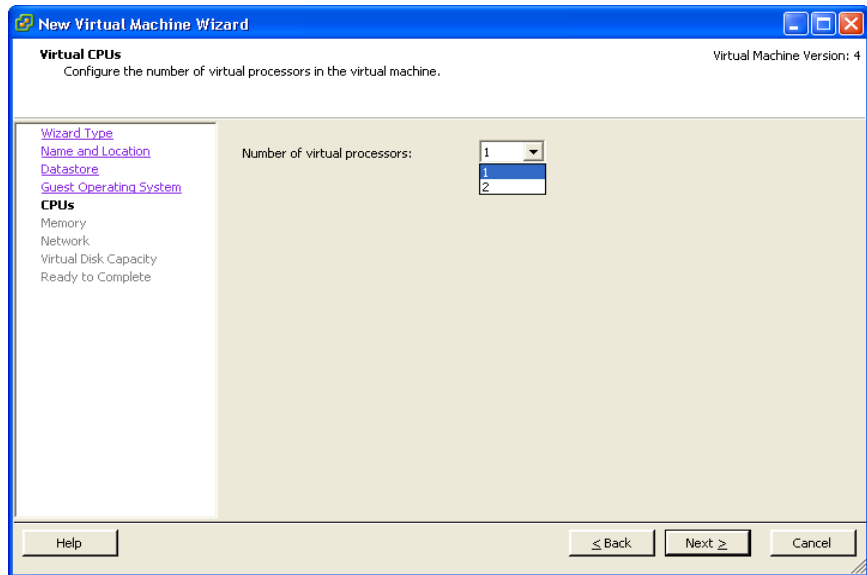 New Virtual Machine Wizard
Virtual CPUs
Configure the number of virtual processors in the virtual machine.
Virtual Machine Version: 4
Wizard Type
Name and Location
Datastore
Guest Operating System
CPUs
Memory
Network
Virtual Disk Capacity
Ready to Complete
Number of virtual processors:
1
1
2
Help
< Back
Next >
Cancel